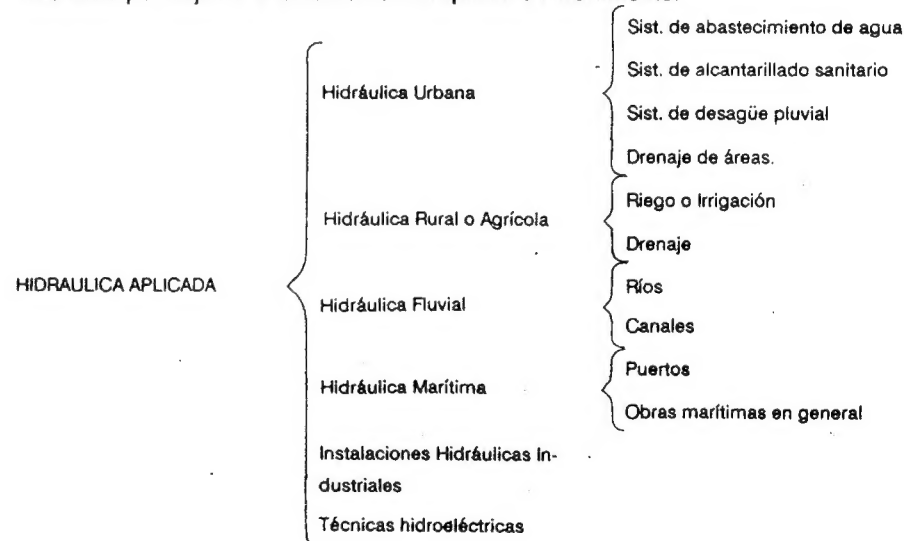 HIDRAULICA APLICADA
Hidráulica Urbana
Sist. de abastecimiento de agua
Sist. de alcantarillado sanitario
Sist. de desagüe pluvial
Drenaje de áreas.
Hidráulica Rural o Agrícola
Riego o Irrigación
Drenaje
Hidráulica Fluvial
Ríos
Canales
Hidráulica Marítima
Puertos
Obras marítimas en general
Instalaciones Hidráulicas In-
dustriales
Técnicas hidroeléctricas